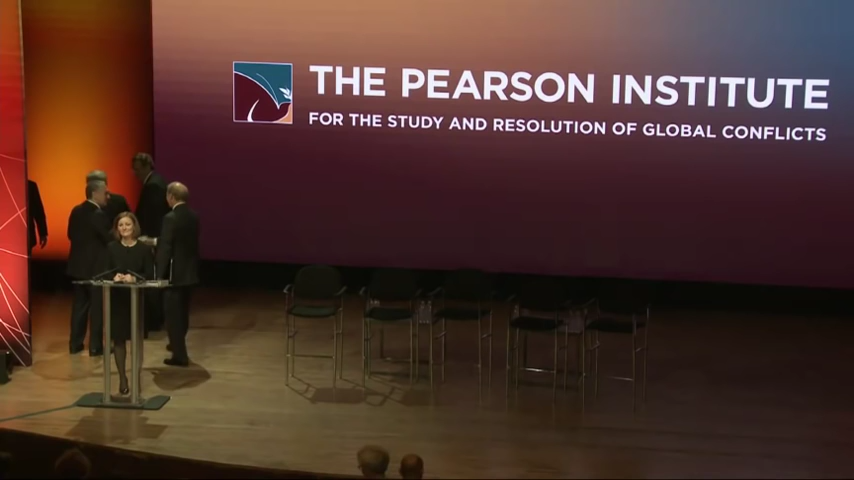 THE PEARSON INSTITUTE
FOR THE STUDY AND RESOLUTION OF GLOBAL CONFLICTS